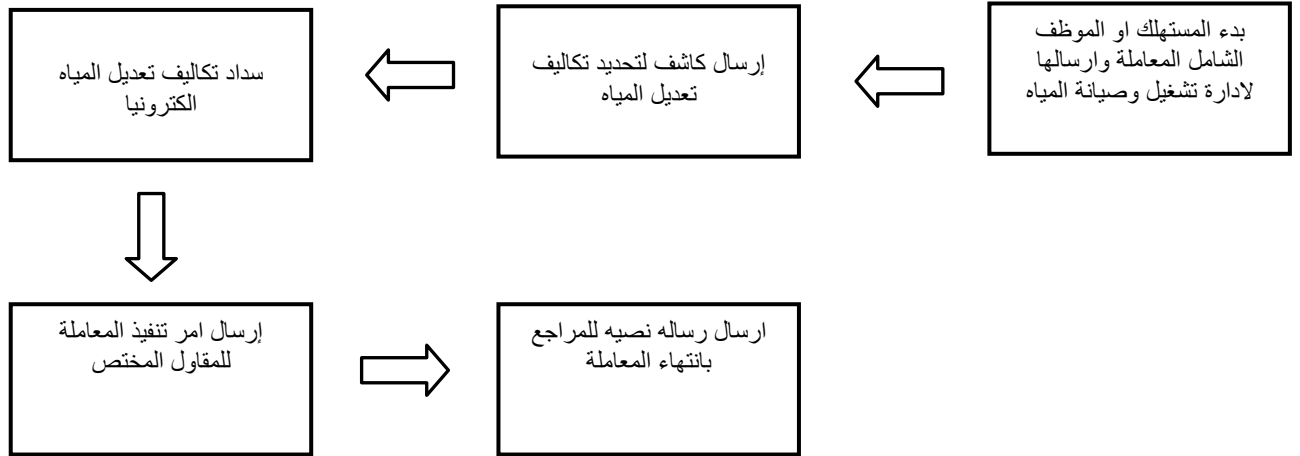 بدء المستهلك او الموظف
الشامل المعاملة وارسالها
لادارة تشغيل وصيانة المياه
إرسال كاشف لتحديد تكاليف
تعديل المياه
سداد تكاليف تعديل المياه
الكترونيا
إرسال امر تنفيذ المعاملة
للمقاول المختص
ارسال رساله نصيه للمراجع
بانتهاء المعاملة